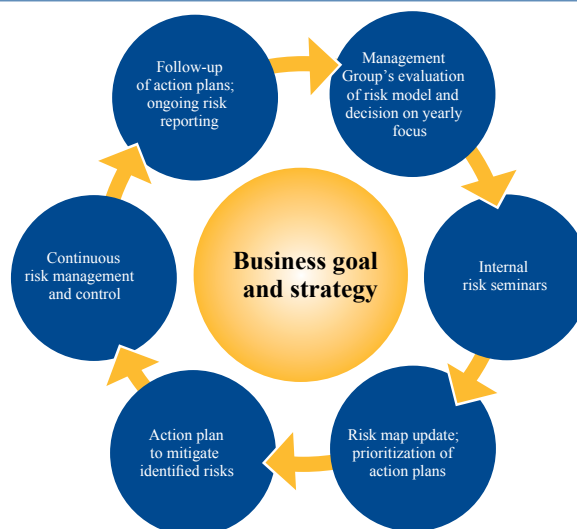 Follow-up
of action plans;
ongoing risk
reporting
Management
Group's evaluation
of risk model and
decision on yearly
focus
Internal
risk seminars
Risk map update;
prioritization of
action plans
Action plan
to mitigate
identified risks
Continuous
risk management
and control
Business goal
and strategy